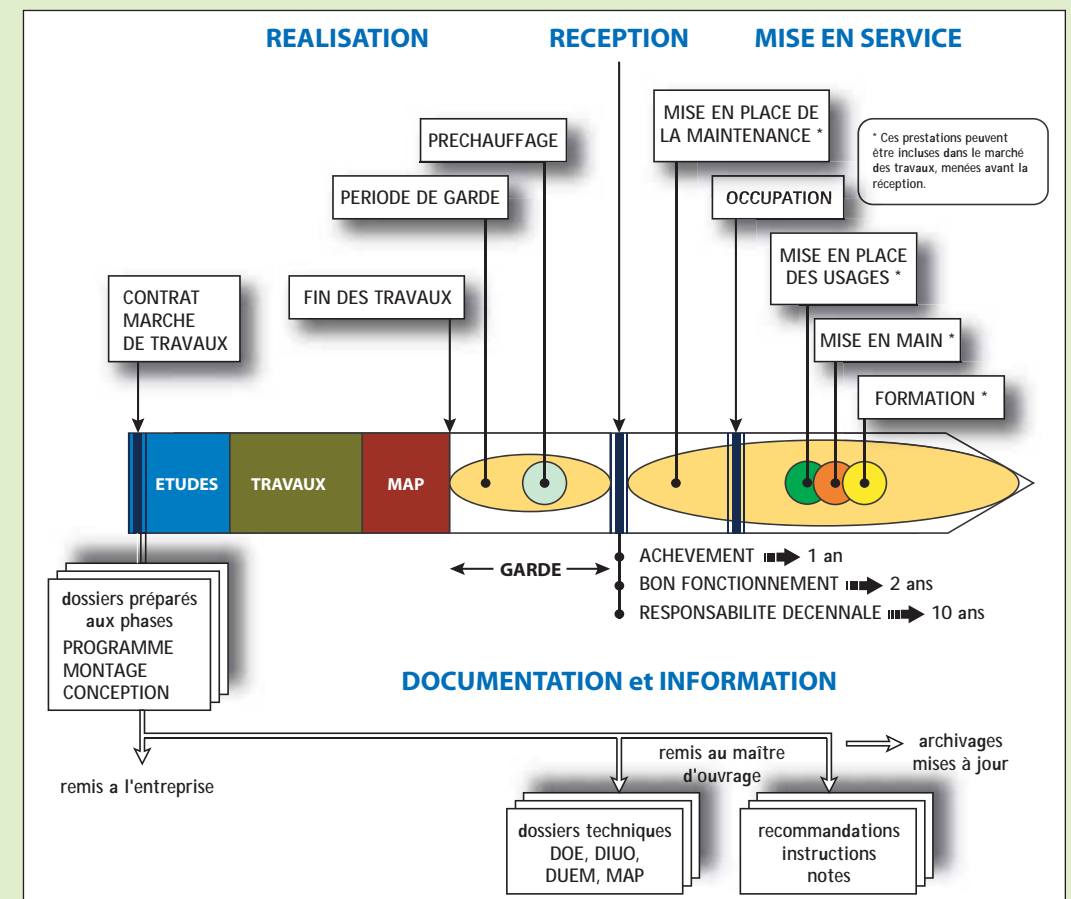 REALISATION
RECEPTION
MISE EN SERVICE
MISE EN PLACE DE
LA MAINTENANCE *
* Ces prestations peuvent
être incluses dans le marché
des travaux, menées avant la
réception.
PRECHAUFFAGE
PERIODE DE GARDE
OCCUPATION
MISE EN PLACE
DES USAGES *
CONTRAT
MARCHE
DE TRAVAUX
FIN DES TRAVAUX
MISE EN MAIN *
FORMATION *
ETUDES
TRAVAUX
MAP
GARDE
ACHEVEMENT 1 an
BON FONCTIONNEMENT 2 ans
RESPONSABILITE DECENNALE 10 ans
dossiers préparés
aux phases
PROGRAMME
MONTAGE
CONCEPTION
DOCUMENTATION et INFORMATION
remis a l'entreprise
remis au maître
d'ouvrage
archivages
mises à jour
dossiers techniques
DOE, DIUO,
DUEM, MAP
recommandations
instructions
notes